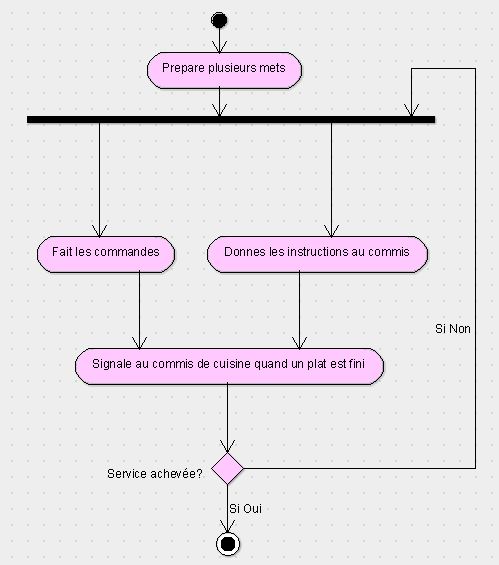 Prepare plusieurs mets
Fait les commandes
Donnes les instructions au commis
Si Non
Signale au commis de cuisine quand un plat est fini
Service achevée?
Si Oui